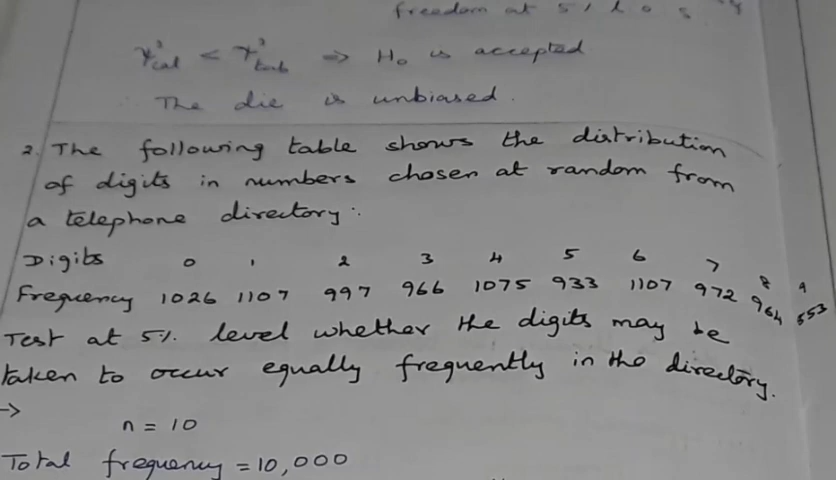 freedom at 5% l o s
χ²cal < χ²tab ⇒ H₀ is accepted
The die is unbiased.
2. The following table shows the distribution
of digits in numbers chosen at random from
a telephone directory:
Digits 0 1 2 3 4 5 6 7 8 9
Frequency 1026 1107 997 966 1075 933 1107 972 964 853
Test at 5% level whether the digits may be
taken to occur equally frequently in the directory.
→
n = 10
Total frequency = 10,000